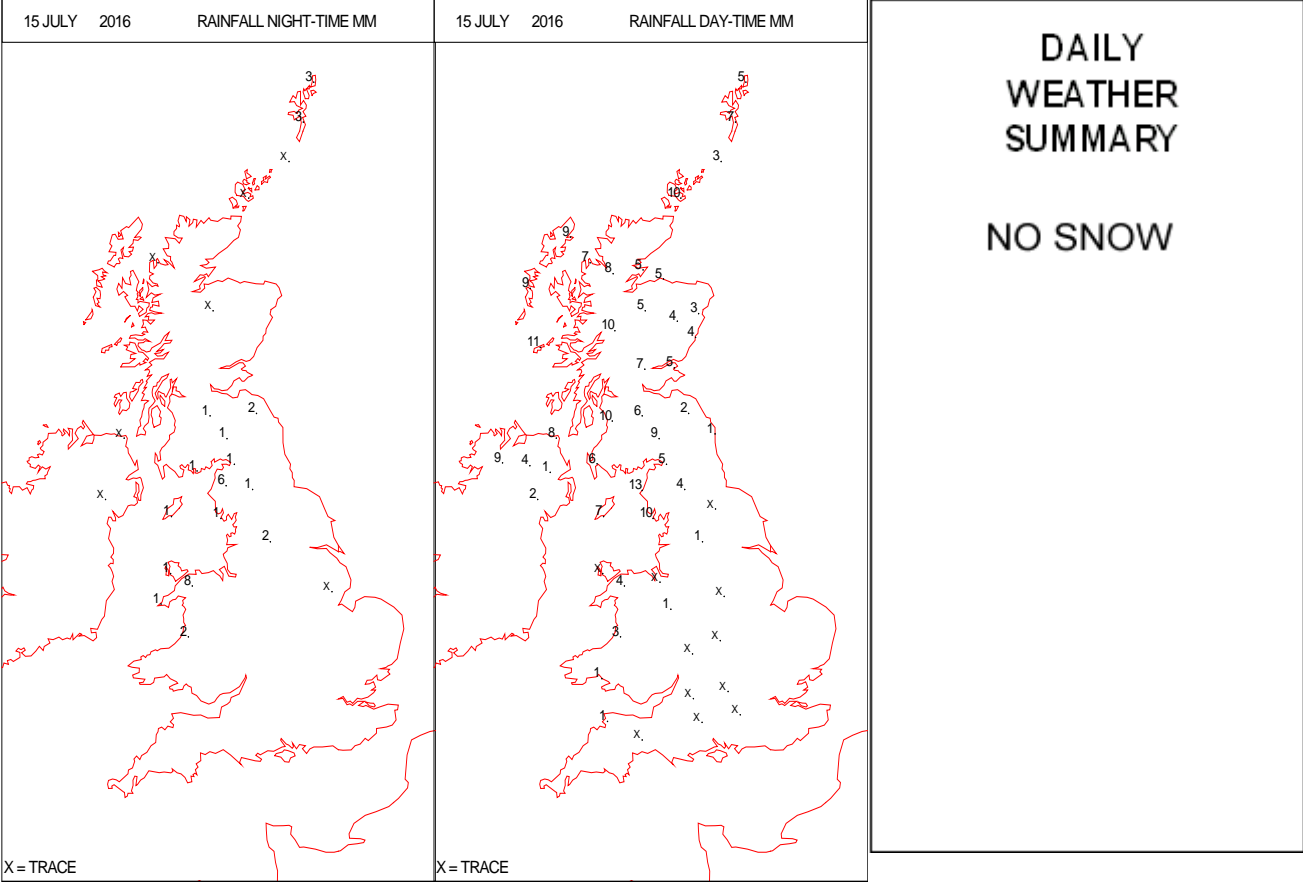 15 JULY 2016 RAINFALL NIGHT-TIME MM
3
3.
X.
X.
X.
X.
1. 2.
X. 1.
1. 1.
6. 1.
X.
1. 1.
2.
1. 8.
X.
1.
2.
X = TRACE
15 JULY 2016 RAINFALL DAY-TIME MM
5
7.
3.
10.
9.
7. 8. 5. 5.
9.
5. 4. 3.
10. 4.
11.
7. 5.
10. 6. 2.
8. 9. 1.
9. 4. 1. 6 5.
2. 13. 4.
7. 10. X.
1.
X. 4. X.
1. X.
3. X.
X.
1. X. X.
1. X. X.
X.
X = TRACE
DAILY
WEATHER
SUMMARY
NO SNOW